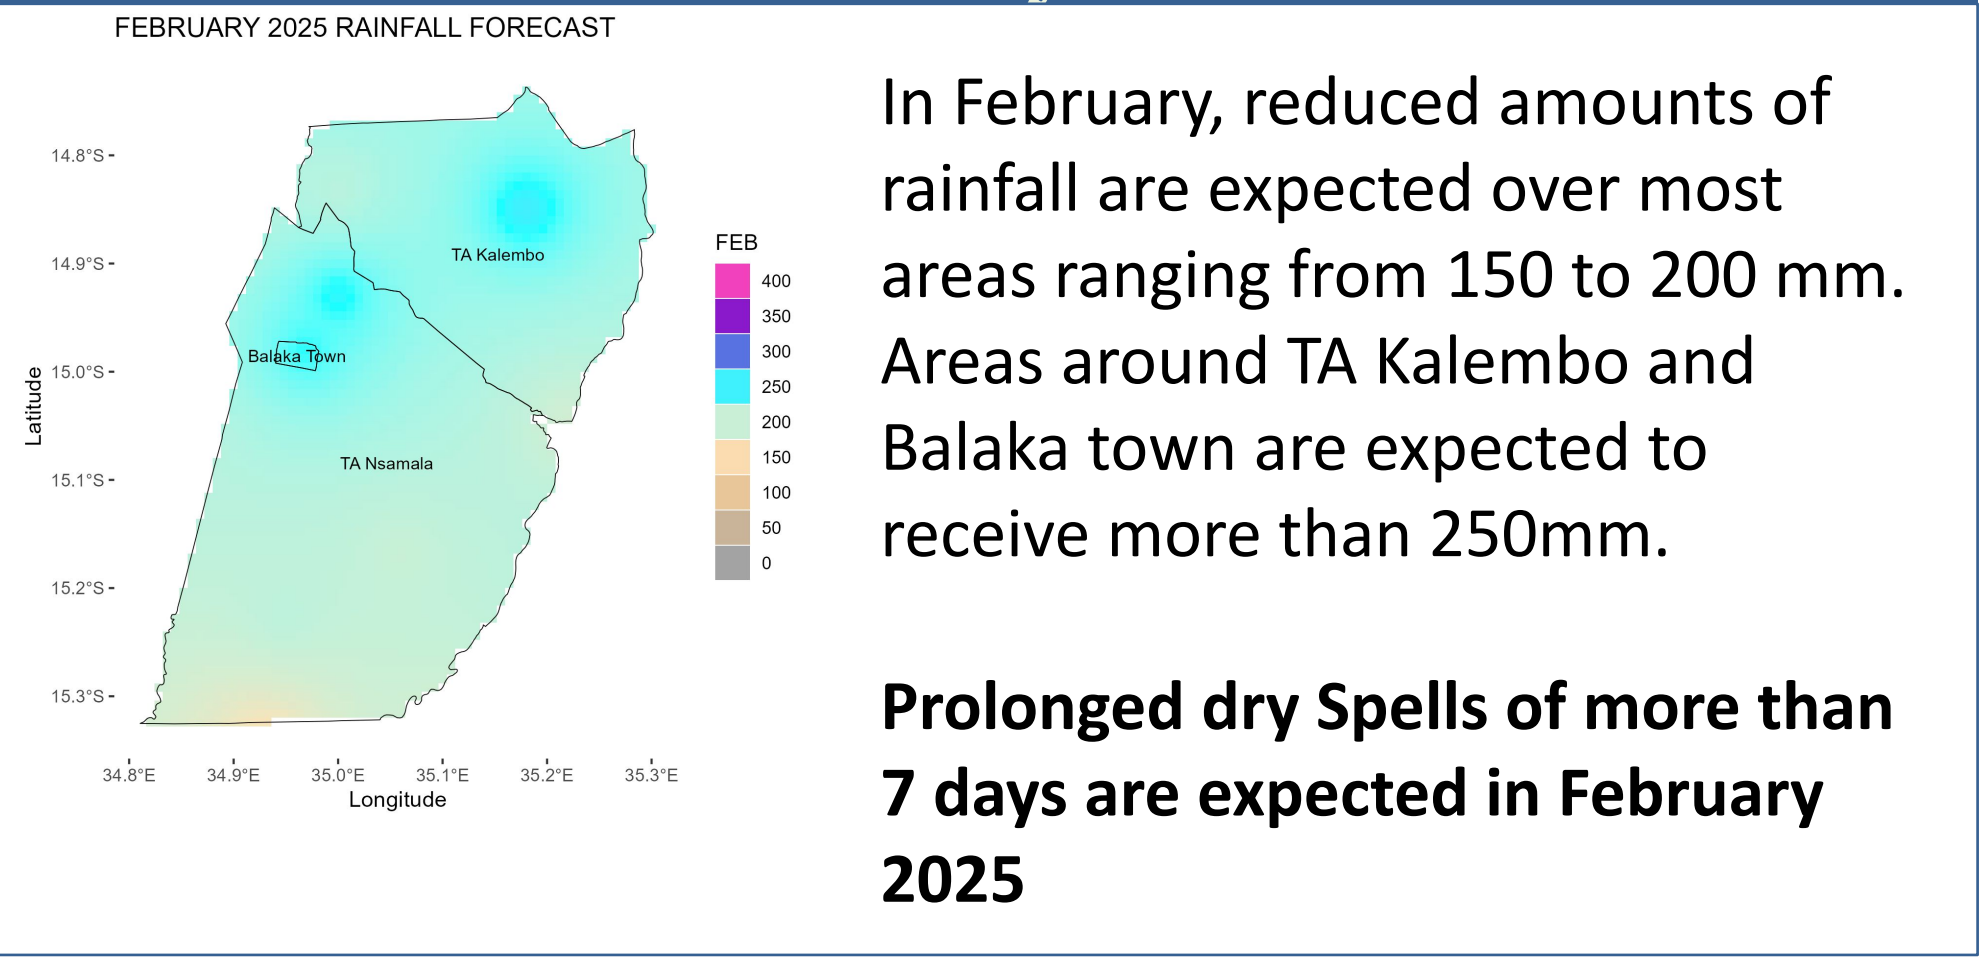 FEBRUARY 2025 RAINFALL FORECAST
14.8°S
14.9°S
15.0°S
15.1°S
15.2°S
15.3°S
Latitude
TA Kalembo
Balaka Town
TA Nsamala
34.8°E 34.9°E 35.0°E 35.1°E 35.2°E 35.3°E
Longitude
FEB
400
350
300
250
200
150
100
50
0
In February, reduced amounts of
rainfall are expected over most
areas ranging from 150 to 200 mm.
Areas around TA Kalembo and
Balaka town are expected to
receive more than 250mm.
Prolonged dry Spells of more than
7 days are expected in February
2025